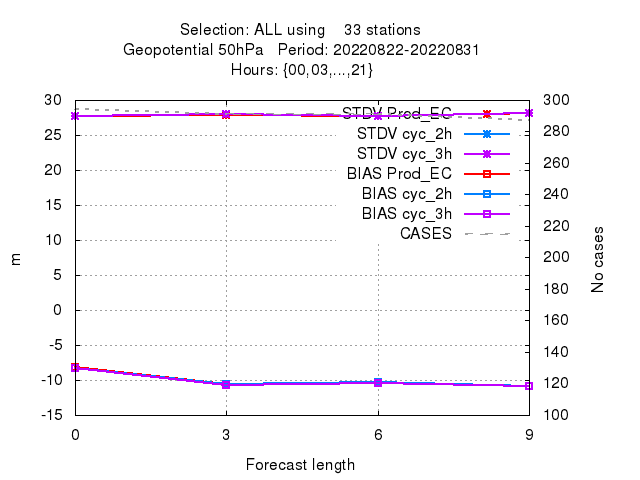 Selection: ALL using    33 stations
Geopotential 50hPa   Period: 20220822-20220831
Hours: {00,03,...,21}
30
25
20
15
10
5
0
-5
-10
-15
m
300
280
260
240
220
200
180
160
140
120
100
No cases
STDV Prod_EC
STDV cyc_2h
STDV cyc_3h
BIAS Prod_EC
BIAS cyc_2h
BIAS cyc_3h
CASES
0 3 6 9
Forecast length